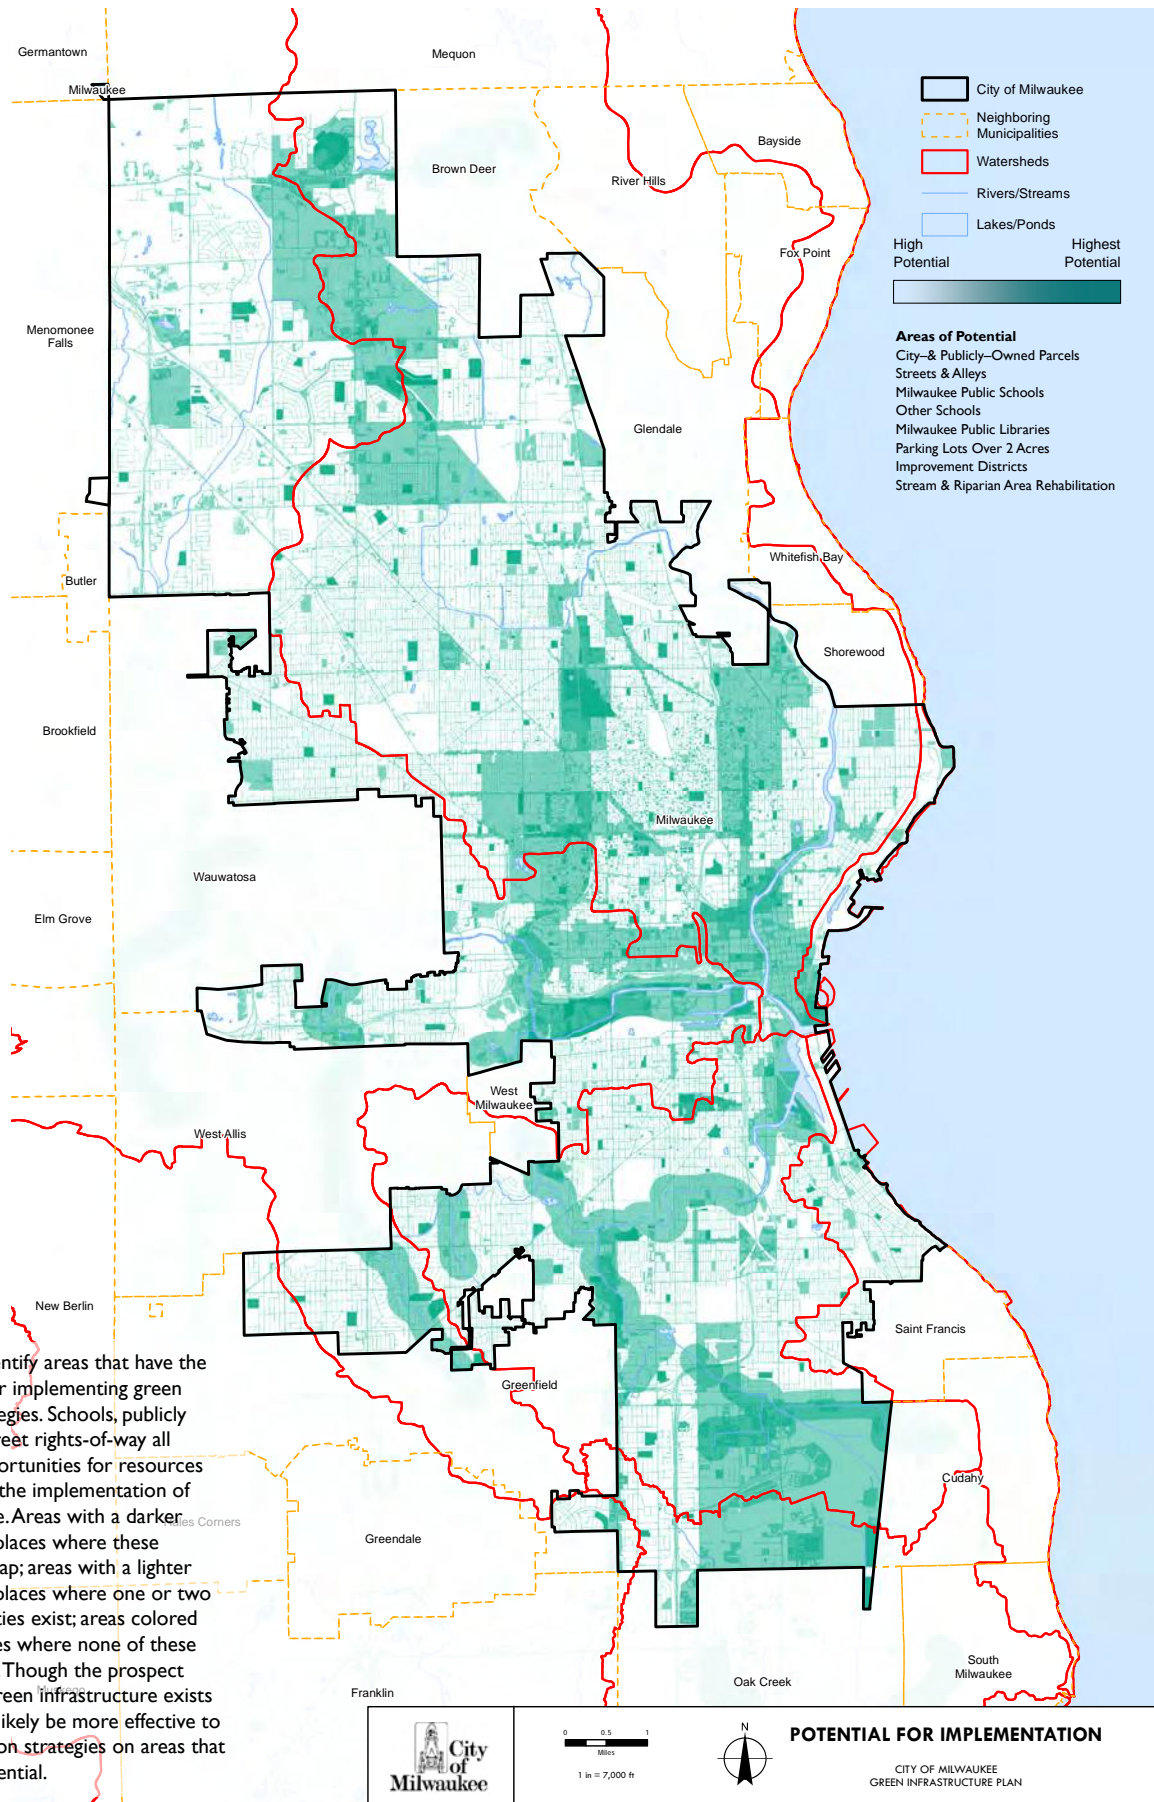 Germantown
Mequon
Milwaukee
Bayside
Brown Deer
River Hills
Fox Point
Menomonee
Falls
Glendale
Whitefish Bay
Butler
Shorewood
Brookfield
Milwaukee
Wauwatosa
Elm Grove
West
Milwaukee
West Allis
New Berlin
Saint Francis
Greenfield
Cudahy
Hales Corners
Greendale
South
Milwaukee
Oak Creek
Franklin
Muskego
City of Milwaukee
Neighboring
Municipalities
Watersheds
Rivers/Streams
Lakes/Ponds
High
Potential
Highest
Potential
Areas of Potential
City–& Publicly–Owned Parcels
Streets & Alleys
Milwaukee Public Schools
Other Schools
Milwaukee Public Libraries
Parking Lots Over 2 Acres
Improvement Districts
Stream & Riparian Area Rehabilitation
entify areas that have the
r implementing green
egies. Schools, publicly
reet rights-of-way all
ortunities for resources
the implementation of
e. Areas with a darker
places where these
ap; areas with a lighter
places where one or two
ties exist; areas colored
es where none of these
. Though the prospect
reen infrastructure exists
likely be more effective to
on strategies on areas that
ential.
City
of
Milwaukee
0 0.5 1
Miles
1 in = 7,000 ft
N
POTENTIAL FOR IMPLEMENTATION
CITY OF MILWAUKEE
GREEN INFRASTRUCTURE PLAN